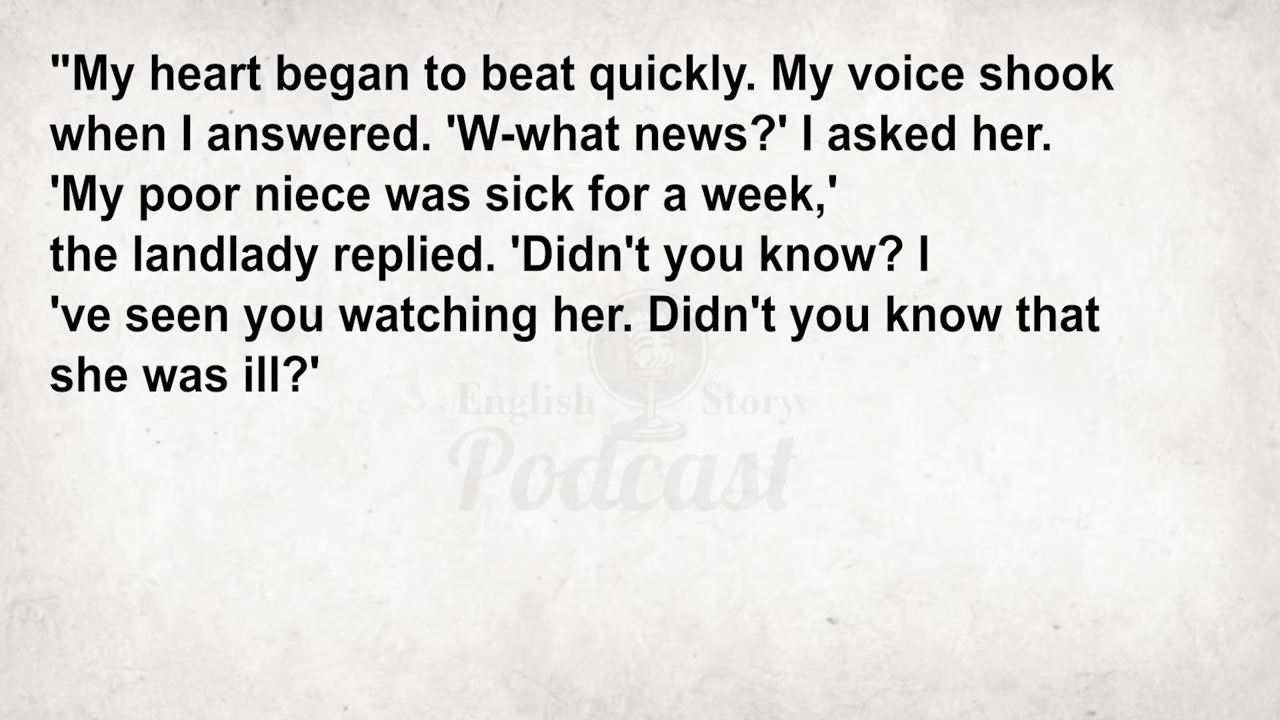 "My heart began to beat quickly. My voice shook
when I answered. 'W-what news?' I asked her.
'My poor niece was sick for a week,'
the landlady replied. 'Didn't you know? I
've seen you watching her. Didn't you know that
she was ill?'
English Story
Podcast